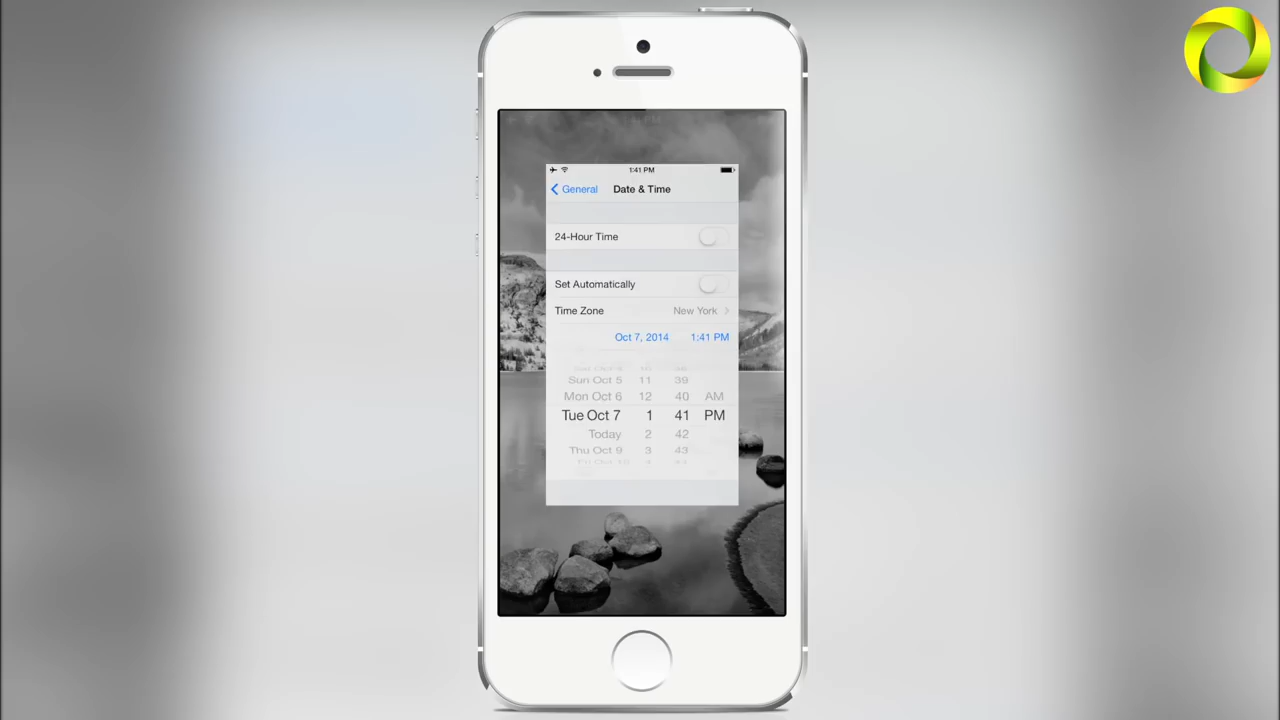 1:41 PM
General Date & Time
24-Hour Time
Set Automatically
Time Zone New York
Oct 7, 2014 1:41 PM
Sun Oct 5 11 39
Mon Oct 6 12 40 AM
Tue Oct 7 1 41 PM
Today 2 42
Thu Oct 9 3 43